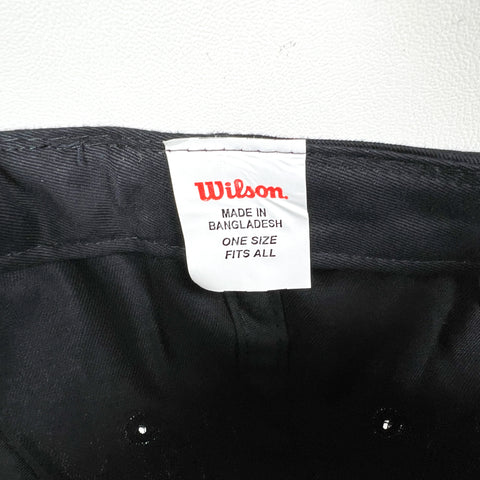 Wilson.
MADE IN
BANGLADESH
ONE SIZE
FITS ALL